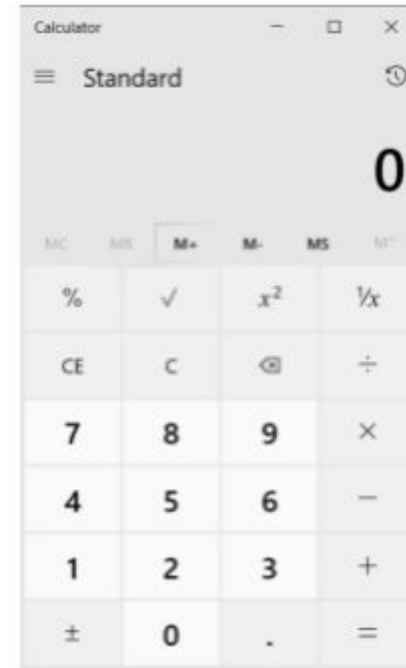 Calculator
Standard
0
MC MR M+ M- MS M˅
% √ x² ¹/x
CE C ⌫ ÷
7 8 9 ×
4 5 6 −
1 2 3 +
± 0 . =